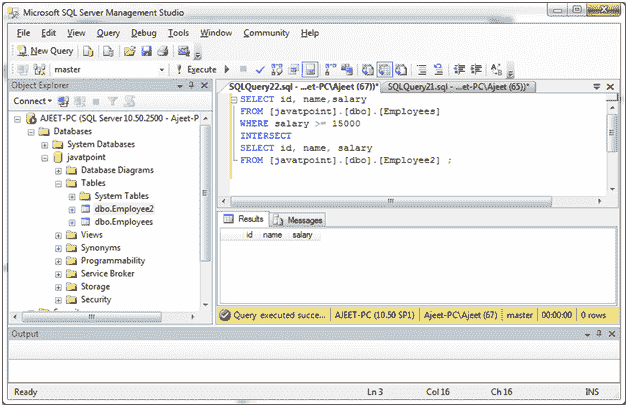 Microsoft SQL Server Management Studio
File Edit View Query Debug Tools Window Community Help
New Query
master Execute
Object Explorer
Connect
AJEET-PC (SQL Server 10.50.2500 - Ajeet-P
Databases
System Databases
javatpoint
Database Diagrams
Tables
System Tables
dbo.Employee2
dbo.Employees
Views
Synonyms
Programmability
Service Broker
Storage
Security
SQLQuery22.sql - ...et-PC\Ajeet (67))* SQLQuery21.sql - ...et-PC\Ajeet (65))*
SELECT id, name,salary
FROM [javatpoint].[dbo].[Employees]
WHERE salary >= 15000
INTERSECT
SELECT id, name, salary
FROM [javatpoint].[dbo].[Employee2] ;
Results Messages
id name salary
Query executed succe... AJEET-PC (10.50 SP1) Ajeet-PC\Ajeet (67) master 00:00:00 0 rows
Output
Ready Ln 3 Col 16 Ch 16 INS